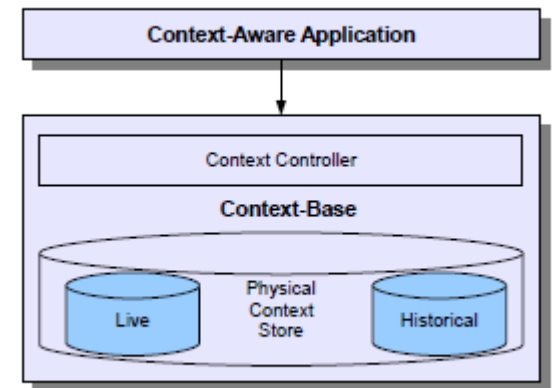 Context-Aware Application
Context Controller
Context-Base
Physical
Context
Store
Live
Historical